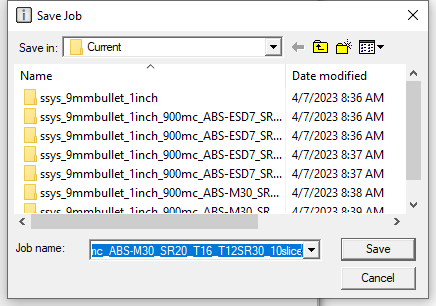 Save Job
Save in: Current
Name Date modified
ssys_9mmbullet_1inch 4/7/2023 8:36 AM
ssys_9mmbullet_1inch_900mc_ABS-ESD7_SR... 4/7/2023 8:36 AM
ssys_9mmbullet_1inch_900mc_ABS-ESD7_SR... 4/7/2023 8:36 AM
ssys_9mmbullet_1inch_900mc_ABS-ESD7_SR... 4/7/2023 8:37 AM
ssys_9mmbullet_1inch_900mc_ABS-ESD7_SR... 4/7/2023 8:37 AM
ssys_9mmbullet_1inch_900mc_ABS-M30_SR... 4/7/2023 8:38 AM
ssys_9mmbullet_1inch_900mc_ABS-M30_SR... 4/7/2023 8:39 AM
Job name: mc_ABS-M30_SR20_T16_T12SR30_10slice Save
Cancel